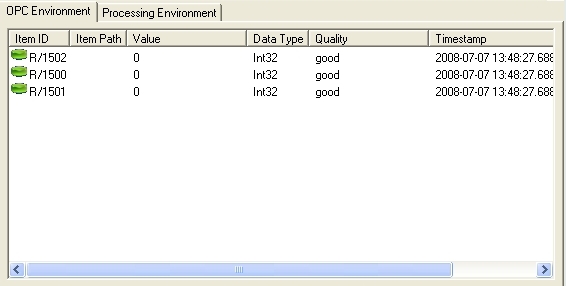 OPC Environment Processing Environment
Item ID Item Path Value Data Type Quality Timestamp
R/1502 0 Int32 good 2008-07-07 13:48:27.688
R/1500 0 Int32 good 2008-07-07 13:48:27.688
R/1501 0 Int32 good 2008-07-07 13:48:27.688